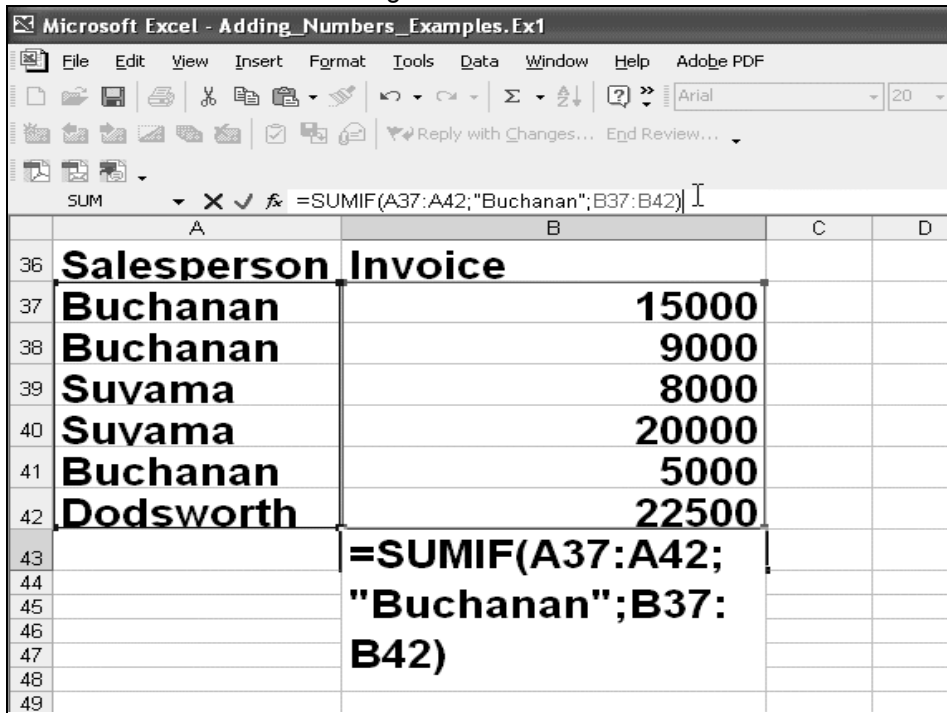 Microsoft Excel - Adding_Numbers_Examples.Ex1
File Edit View Insert Format Tools Data Window Help Adobe PDF
Arial 20
Reply with Changes... End Review...
SUM =SUMIF(A37:A42;"Buchanan";B37:B42)
A B C D
36 Salesperson Invoice
37 Buchanan 15000
38 Buchanan 9000
39 Suyama 8000
40 Suyama 20000
41 Buchanan 5000
42 Dodsworth 22500
43 =SUMIF(A37:A42;
44
45 "Buchanan";B37:
46
47 B42)
48
49